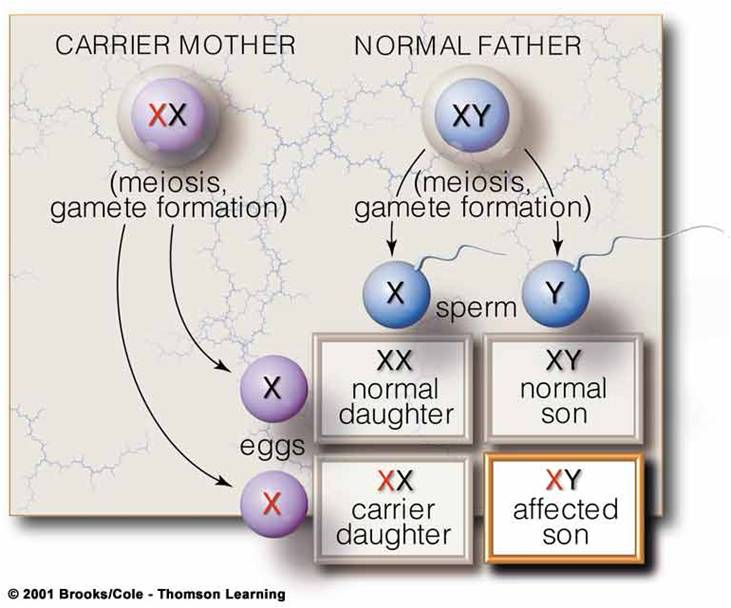 CARRIER MOTHER
NORMAL FATHER
XX
XY
(meiosis,
gamete formation)
(meiosis,
gamete formation)
X
Y
sperm
X
eggs
X
XX
normal
daughter
XY
normal
son
XX
carrier
daughter
XY
affected
son
© 2001 Brooks/Cole - Thomson Learning